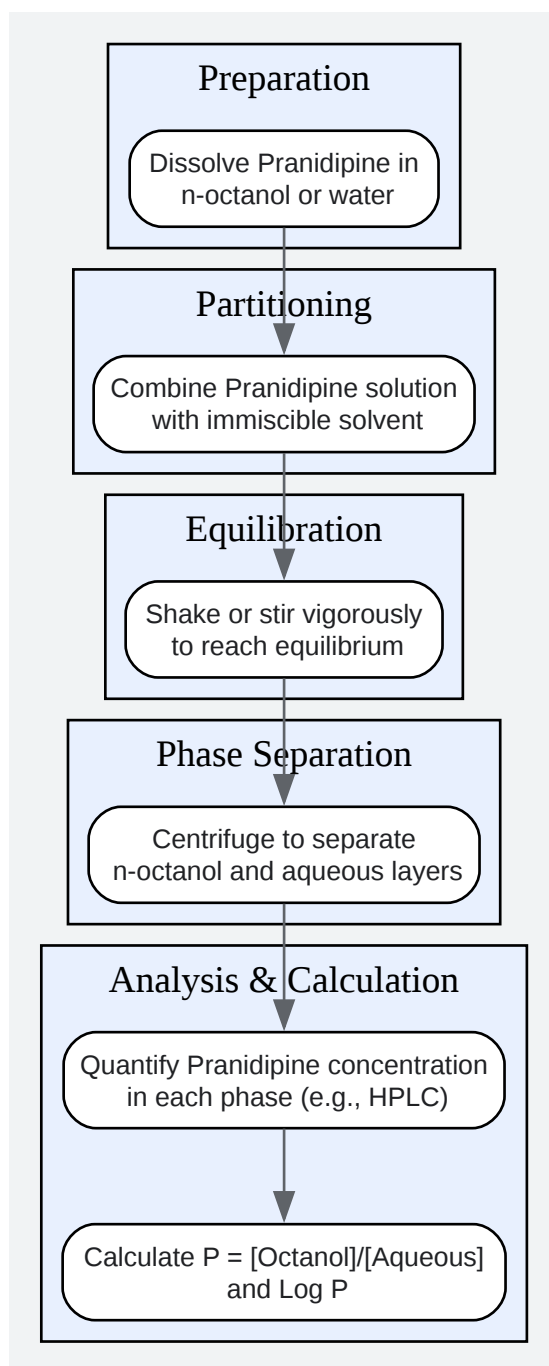 Preparation
Dissolve Pranidipine in
n-octanol or water
Partitioning
Combine Pranidipine solution
with immiscible solvent
Equilibration
Shake or stir vigorously
to reach equilibrium
Phase Separation
Centrifuge to separate
n-octanol and aqueous layers
Analysis & Calculation
Quantify Pranidipine concentration
in each phase (e.g., HPLC)
Calculate P = [Octanol]/[Aqueous]
and Log P